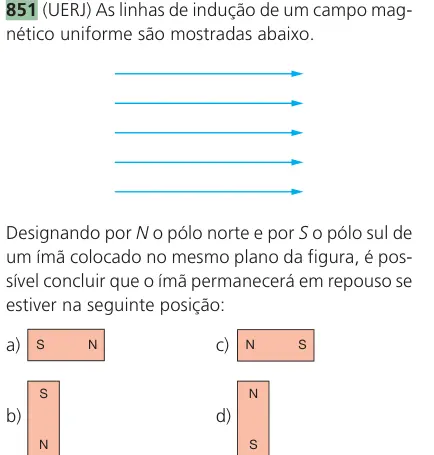 851 (UERJ) As linhas de indução de um campo mag-
nético uniforme são mostradas abaixo.
Designando por N o pólo norte e por S o pólo sul de
um ímã colocado no mesmo plano da figura, é pos-
sível concluir que o ímã permanecerá em repouso se
estiver na seguinte posição:
a) S N
c) N S
b) S N
d) N S